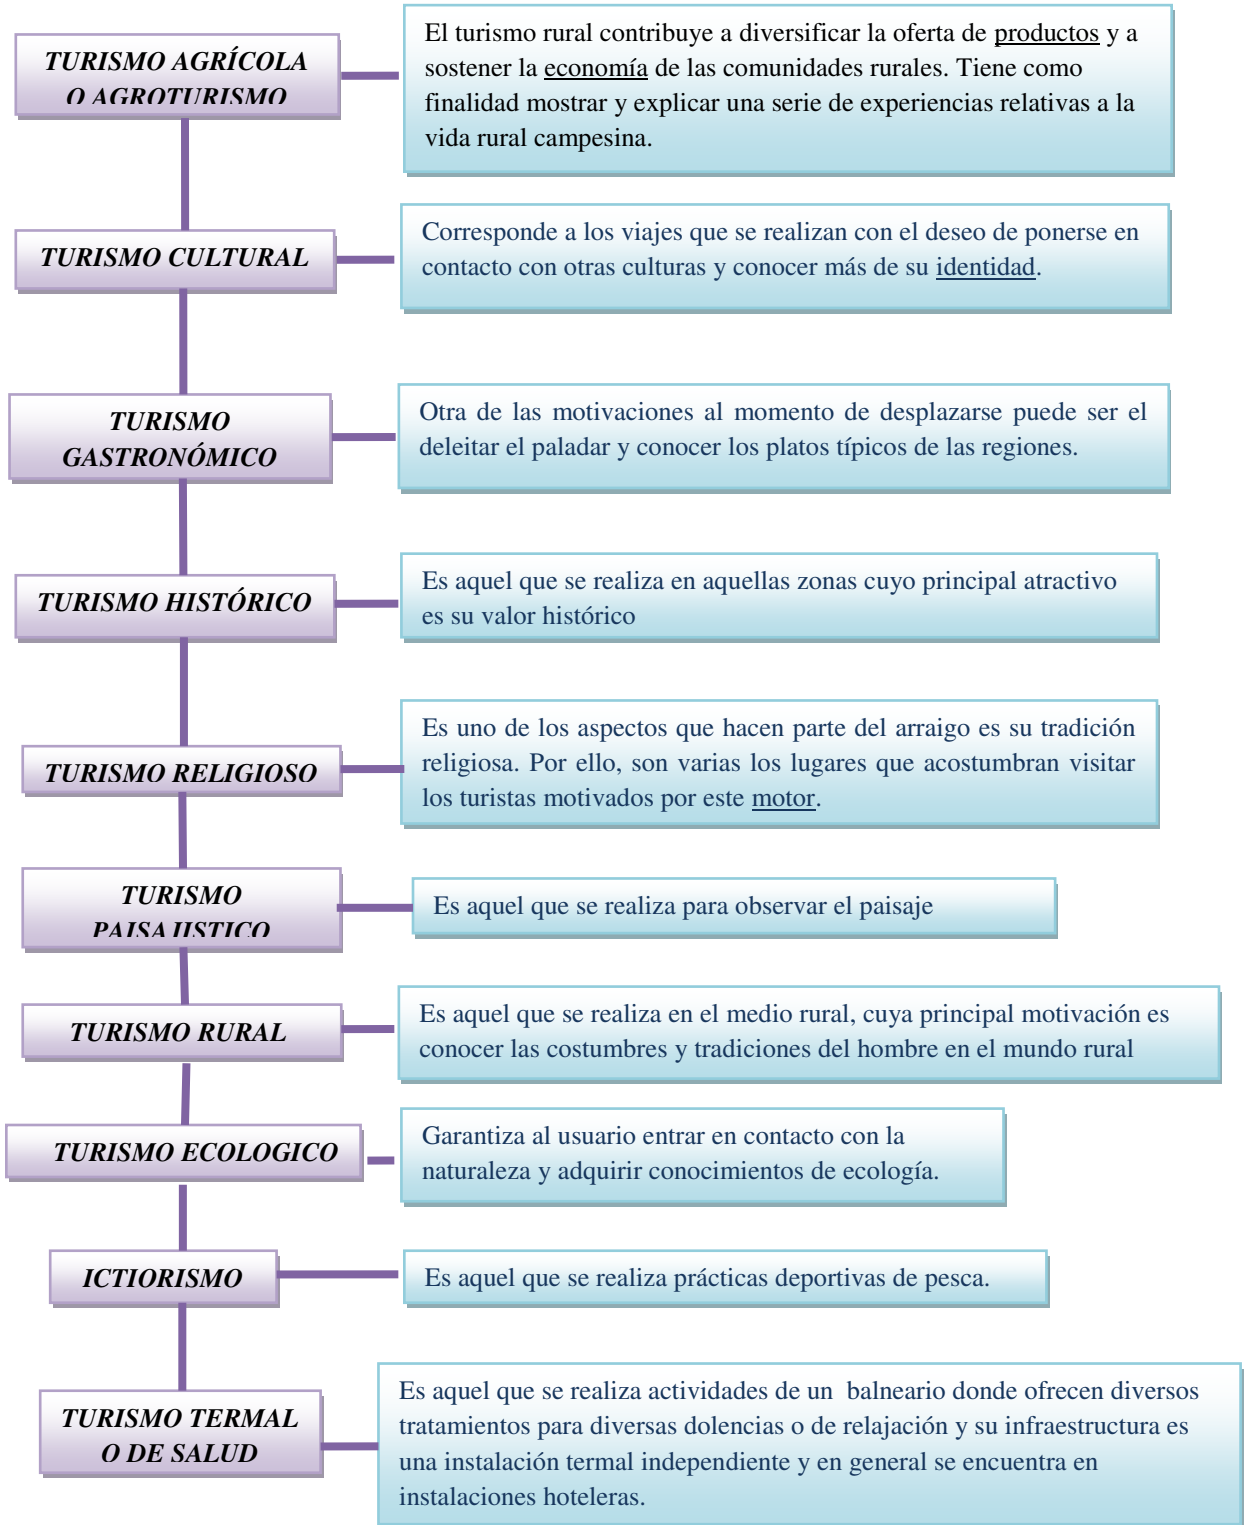 TURISMO AGRÍCOLA
O AGROTURISMO
El turismo rural contribuye a diversificar la oferta de productos y a
sostener la economía de las comunidades rurales. Tiene como
finalidad mostrar y explicar una serie de experiencias relativas a la
vida rural campesina.
TURISMO CULTURAL
Corresponde a los viajes que se realizan con el deseo de ponerse en
contacto con otras culturas y conocer más de su identidad.
TURISMO
GASTRONÓMICO
Otra de las motivaciones al momento de desplazarse puede ser el
deleitar el paladar y conocer los platos típicos de las regiones.
TURISMO HISTÓRICO
Es aquel que se realiza en aquellas zonas cuyo principal atractivo
es su valor histórico
TURISMO RELIGIOSO
Es uno de los aspectos que hacen parte del arraigo es su tradición
religiosa. Por ello, son varias los lugares que acostumbran visitar
los turistas motivados por este motor.
TURISMO
PAISAJISTICO
Es aquel que se realiza para observar el paisaje
TURISMO RURAL
Es aquel que se realiza en el medio rural, cuya principal motivación es
conocer las costumbres y tradiciones del hombre en el mundo rural
TURISMO ECOLOGICO
Garantiza al usuario entrar en contacto con la
naturaleza y adquirir conocimientos de ecología.
ICTIORISMO
Es aquel que se realiza prácticas deportivas de pesca.
TURISMO TERMAL
O DE SALUD
Es aquel que se realiza actividades de un  balneario donde ofrecen diversos
tratamientos para diversas dolencias o de relajación y su infraestructura es
una instalación termal independiente y en general se encuentra en
instalaciones hoteleras.